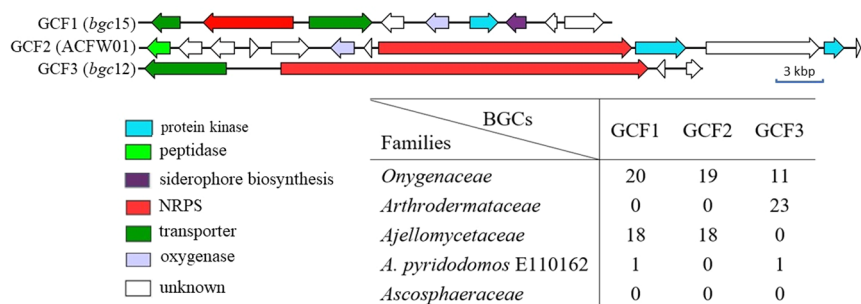 GCF1 (bgc15)
GCF2 (ACFW01)
GCF3 (bgc12)
3 kbp
protein kinase
peptidase
siderophore biosynthesis
NRPS
transporter
oxygenase
unknown
BGCs
Families GCF1 GCF2 GCF3
Onygenaceae 20 19 11
Arthrodermataceae 0 0 23
Ajellomycetaceae 18 18 0
A. pyridodomos E110162 1 0 1
Ascosphaeraceae 0 0 0